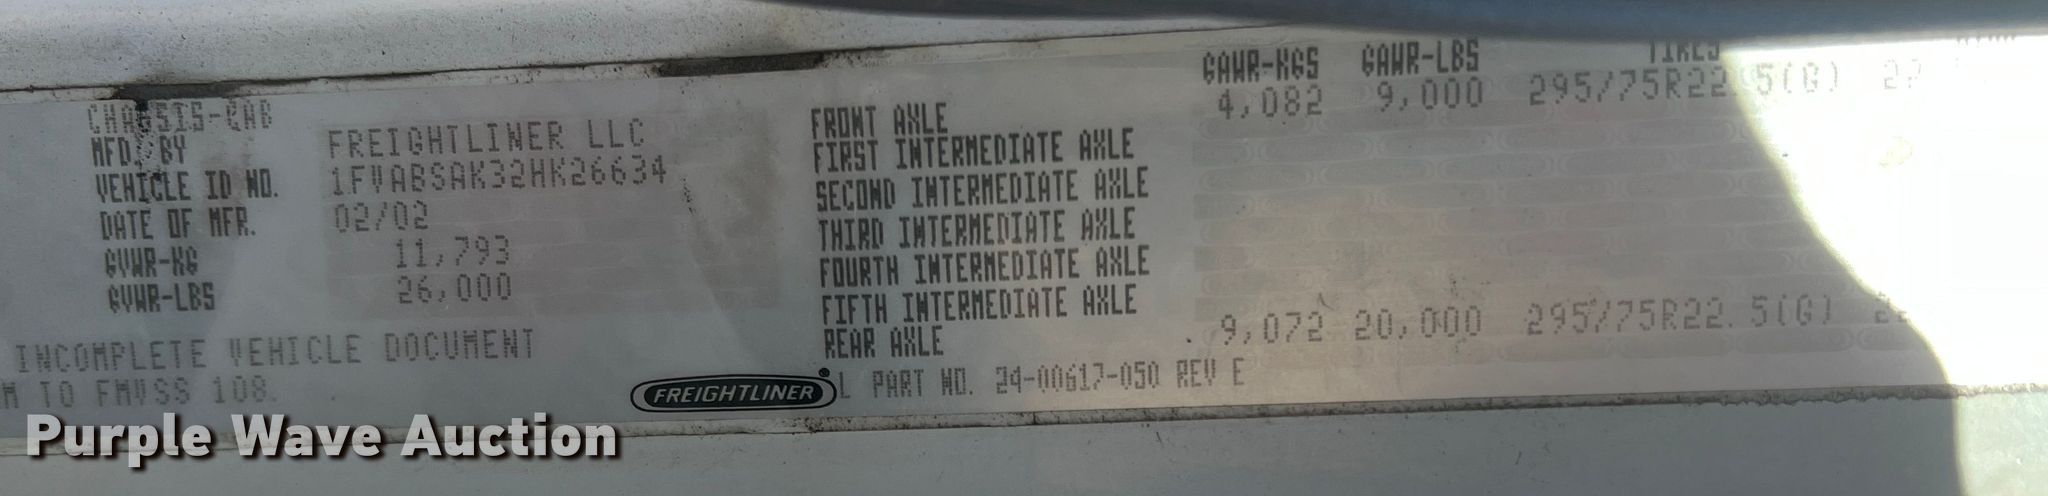 GAWR-KGS GAWR-LBS TIRES
CHASSIS-CAB
MFD. BY FREIGHTLINER LLC
VEHICLE ID NO. 1FVABSAK32HK26634
DATE OF MFR. 02/02
GVWR-KG 11,793
GVWR-LBS 26,000
FRONT AXLE 4,082 9,000 295/75R22.5(G) 22
FIRST INTERMEDIATE AXLE
SECOND INTERMEDIATE AXLE
THIRD INTERMEDIATE AXLE
FOURTH INTERMEDIATE AXLE
FIFTH INTERMEDIATE AXLE
REAR AXLE 9,072 20,000 295/75R22.5(G) 22
INCOMPLETE VEHICLE DOCUMENT
M TO FMVSS 108.
FREIGHTLINER
L PART NO. 24-00617-050 REV E
Purple Wave Auction